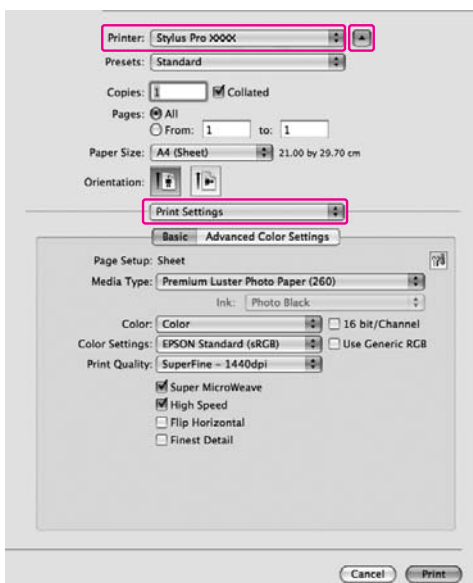 Printer: Stylus Pro XXXX
Presets: Standard
Copies: 1 Collated
Pages: All
From: 1 to: 1
Paper Size: A4 (Sheet) 21.00 by 29.70 cm
Orientation:
Print Settings
Basic Advanced Color Settings
Page Setup: Sheet
Media Type: Premium Luster Photo Paper (260)
Ink: Photo Black
Color: Color 16 bit/Channel
Color Settings: EPSON Standard (sRGB) Use Generic RGB
Print Quality: SuperFine - 1440dpi
Super MicroWeave
High Speed
Flip Horizontal
Finest Detail
Cancel Print